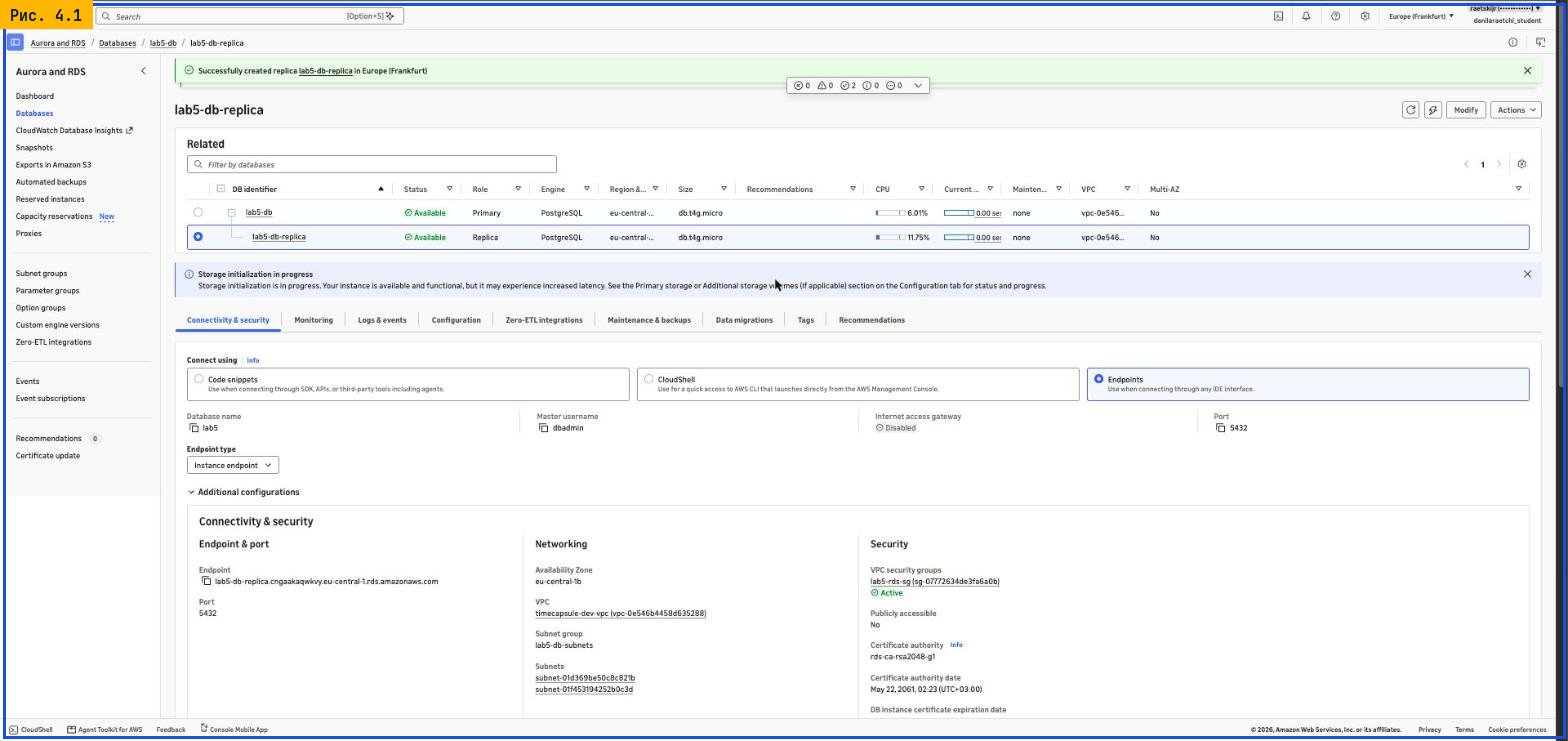 Рис. 4.1
Search [Option+S]
Europe (Frankfurt)
danilaraetchi_student
Aurora and RDS / Databases / lab5-db / lab5-db-replica
Aurora and RDS
Dashboard
Databases
CloudWatch Database Insights
Snapshots
Exports in Amazon S3
Automated backups
Reserved instances
Capacity reservations New
Proxies
Subnet groups
Parameter groups
Option groups
Custom engine versions
Zero-ETL integrations
Events
Event subscriptions
Recommendations 0
Certificate update
Successfully created replica lab5-db-replica in Europe (Frankfurt)
0 0 2 0 0
lab5-db-replica
Modify Actions
Related
Filter by databases
1
DB identifier Status Role Engine Region &... Size Recommendations CPU Current ... Mainten... VPC Multi-AZ
lab5-db Available Primary PostgreSQL eu-central-... db.t4g.micro 6.01% 0.00 ses none vpc-0e546... No
lab5-db-replica Available Replica PostgreSQL eu-central-... db.t4g.micro 11.75% 0.00 ses none vpc-0e546... No
Storage initialization in progress
Storage initialization is in progress. Your instance is available and functional, but it may experience increased latency. See the Primary storage or Additional storage volumes (if applicable) section on the Configuration tab for status and progress.
Connectivity & security Monitoring Logs & events Configuration Zero-ETL integrations Maintenance & backups Data migrations Tags Recommendations
Connect using Info
Code snippets
Use when connecting through SDK, APIs, or third-party tools including agents.
CloudShell
Use for a quick access to AWS CLI that launches directly from the AWS Management Console.
Endpoints
Use when connecting through any IDE interface.
Database name
lab5
Master username
dbadmin
Internet access gateway
Disabled
Port
5432
Endpoint type
Instance endpoint
Additional configurations
Connectivity & security
Endpoint & port
Endpoint
lab5-db-replica.cngaakaqwkvy.eu-central-1.rds.amazonaws.com
Port
5432
Networking
Availability Zone
eu-central-1b
VPC
timecapsule-dev-vpc (vpc-0e546b4458d635288)
Subnet group
lab5-db-subnets
Subnets
subnet-01d369be50c8c821b
subnet-01f453194252b0c3d
Security
VPC security groups
lab5-rds-sg (sg-07772634de3fa6a0b)
Active
Publicly accessible
No
Certificate authority Info
rds-ca-rsa2048-g1
Certificate authority date
May 22, 2061, 02:23 (UTC+03:00)
DB instance certificate expiration date
CloudShell Agent Toolkit for AWS Feedback Console Mobile App
© 2026, Amazon Web Services, Inc. or its affiliates. Privacy Terms Cookie preferences